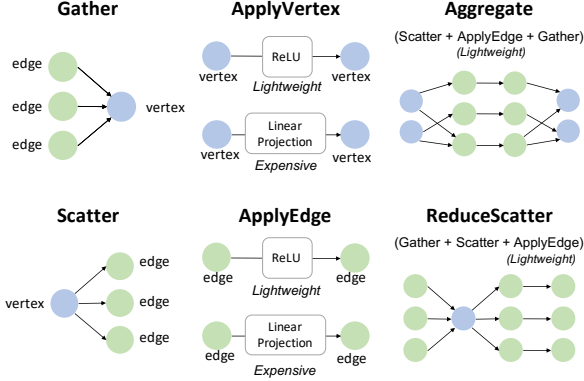 Gather
edge
edge
edge
vertex
ApplyVertex
ReLU
vertex
vertex
Lightweight
Linear
Projection
vertex
vertex
Expensive
Aggregate
(Scatter + ApplyEdge + Gather)
(Lightweight)
Scatter
vertex
edge
edge
edge
ApplyEdge
ReLU
edge
edge
Lightweight
Linear
Projection
edge
edge
Expensive
ReduceScatter
(Gather + Scatter + ApplyEdge)
(Lightweight)